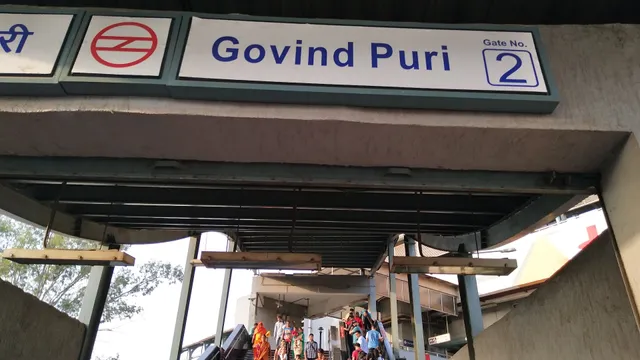 री
Govind Puri
Gate No.
2